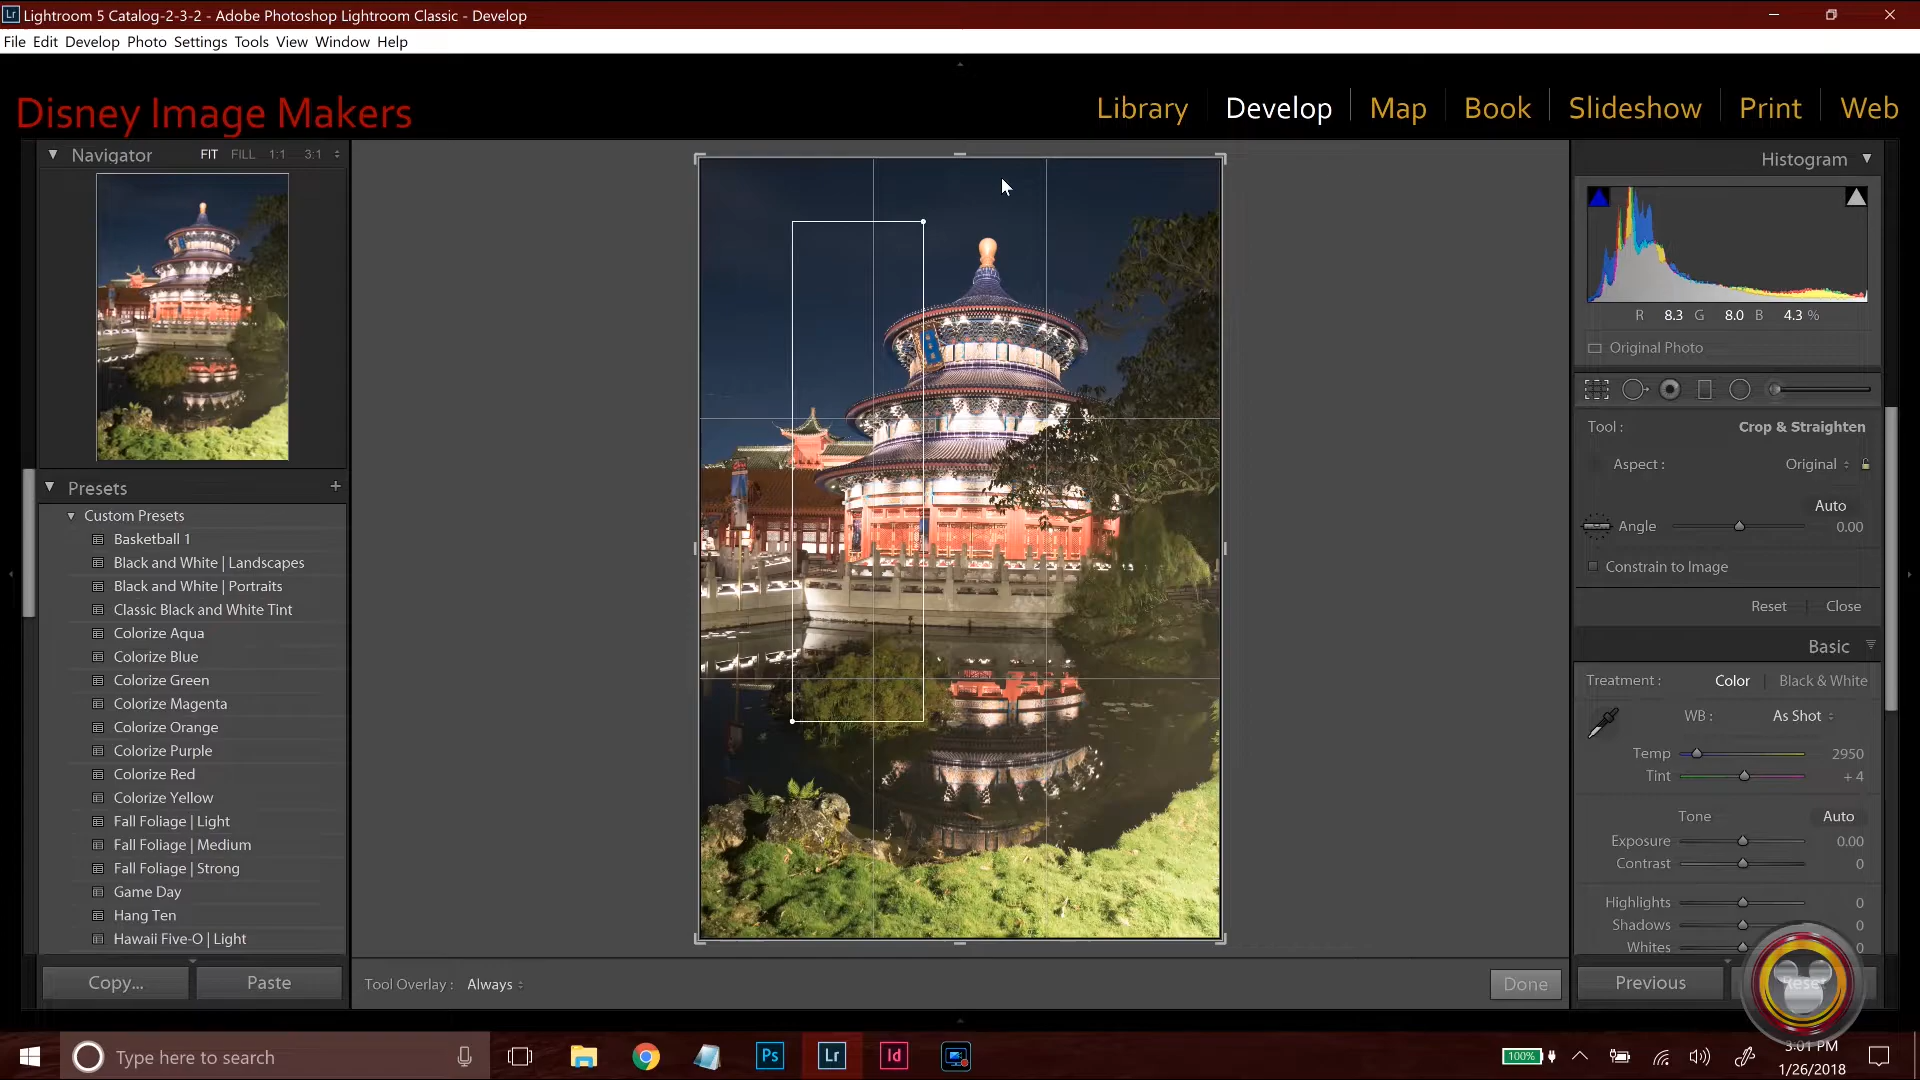 Lightroom 5 Catalog-2-3-2 - Adobe Photoshop Lightroom Classic - Develop
File Edit Develop Photo Settings Tools View Window Help
Disney Image Makers
Library Develop Map Book Slideshow Print Web
Navigator FIT FILL 1:1 3:1
Presets +
Custom Presets
Basketball 1
Black and White | Landscapes
Black and White | Portraits
Classic Black and White Tint
Colorize Aqua
Colorize Blue
Colorize Green
Colorize Magenta
Colorize Orange
Colorize Purple
Colorize Red
Colorize Yellow
Fall Foliage | Light
Fall Foliage | Medium
Fall Foliage | Strong
Game Day
Hang Ten
Hawaii Five-O | Light
Copy... Paste
Tool Overlay : Always
Done
Histogram
R 8.3 G 8.0 B 4.3 %
Original Photo
Tool : Crop & Straighten
Aspect : Original
Auto
Angle 0.00
Constrain to Image
Reset Close
Basic
Treatment : Color Black & White
WB : As Shot
Temp 2950
Tint + 4
Tone Auto
Exposure 0.00
Contrast 0
Highlights 0
Shadows 0
Whites 0
Previous Reset
Type here to search
Ps Lr Id
100%
3:01 PM
1/26/2018